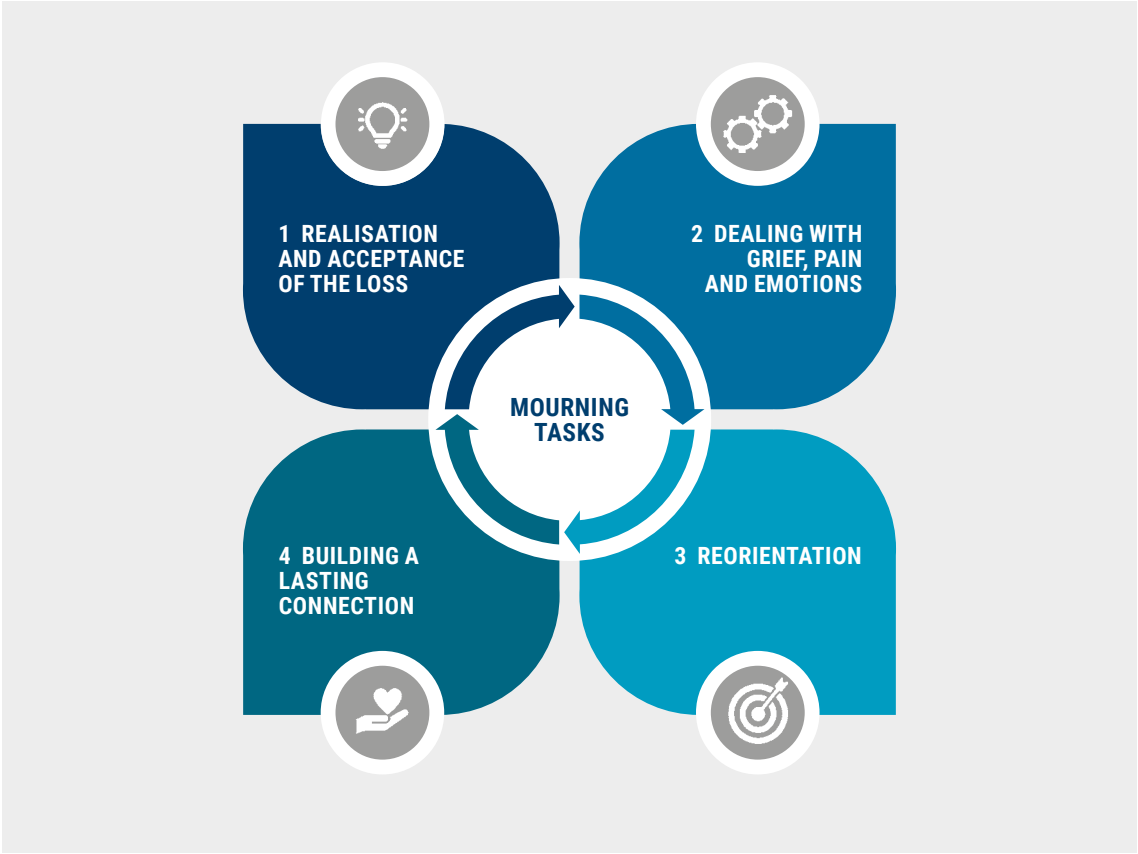 1 REALISATION
AND ACCEPTANCE
OF THE LOSS
2 DEALING WITH
GRIEF, PAIN
AND EMOTIONS
MOURNING
TASKS
4 BUILDING A
LASTING
CONNECTION
3 REORIENTATION